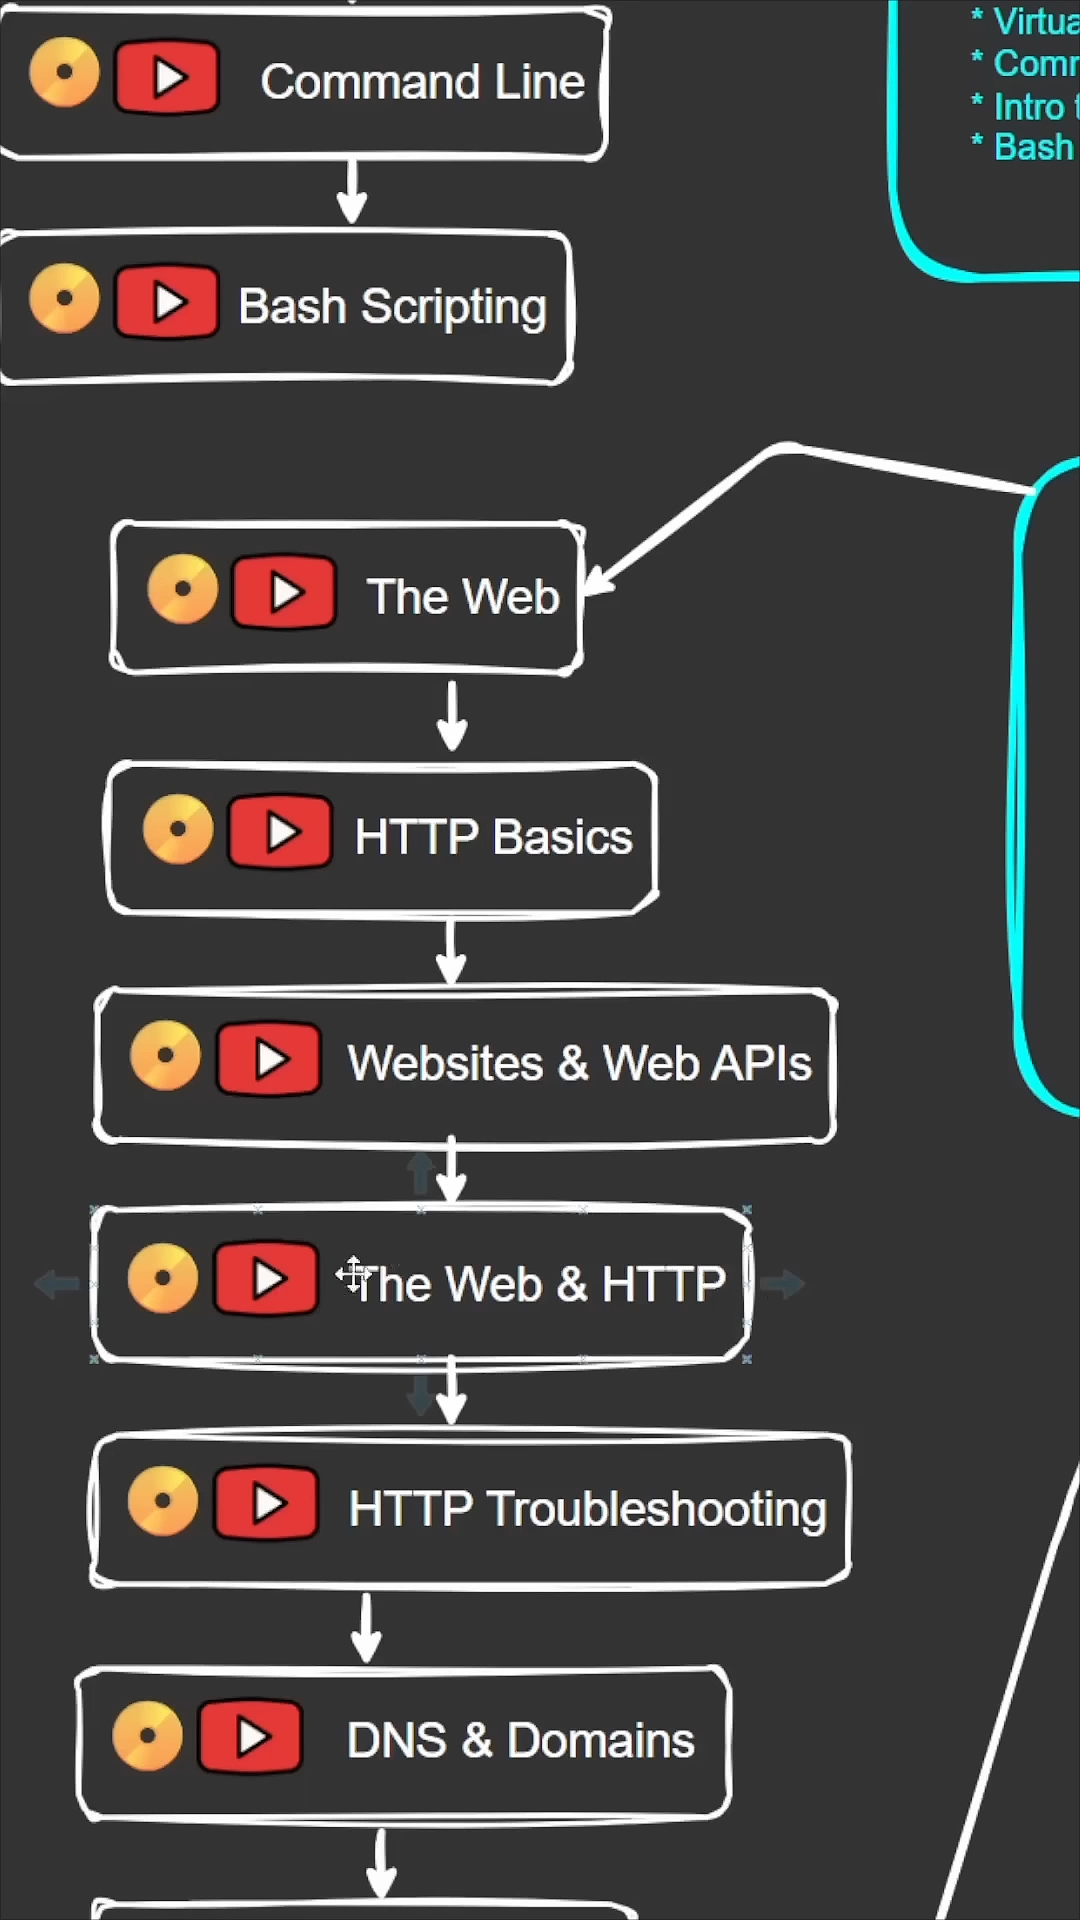 Command Line
* Virtua
* Com
* Intro t
* Bash
Bash Scripting
The Web
HTTP Basics
Websites & Web APIs
The Web & HTTP
HTTP Troubleshooting
DNS & Domains